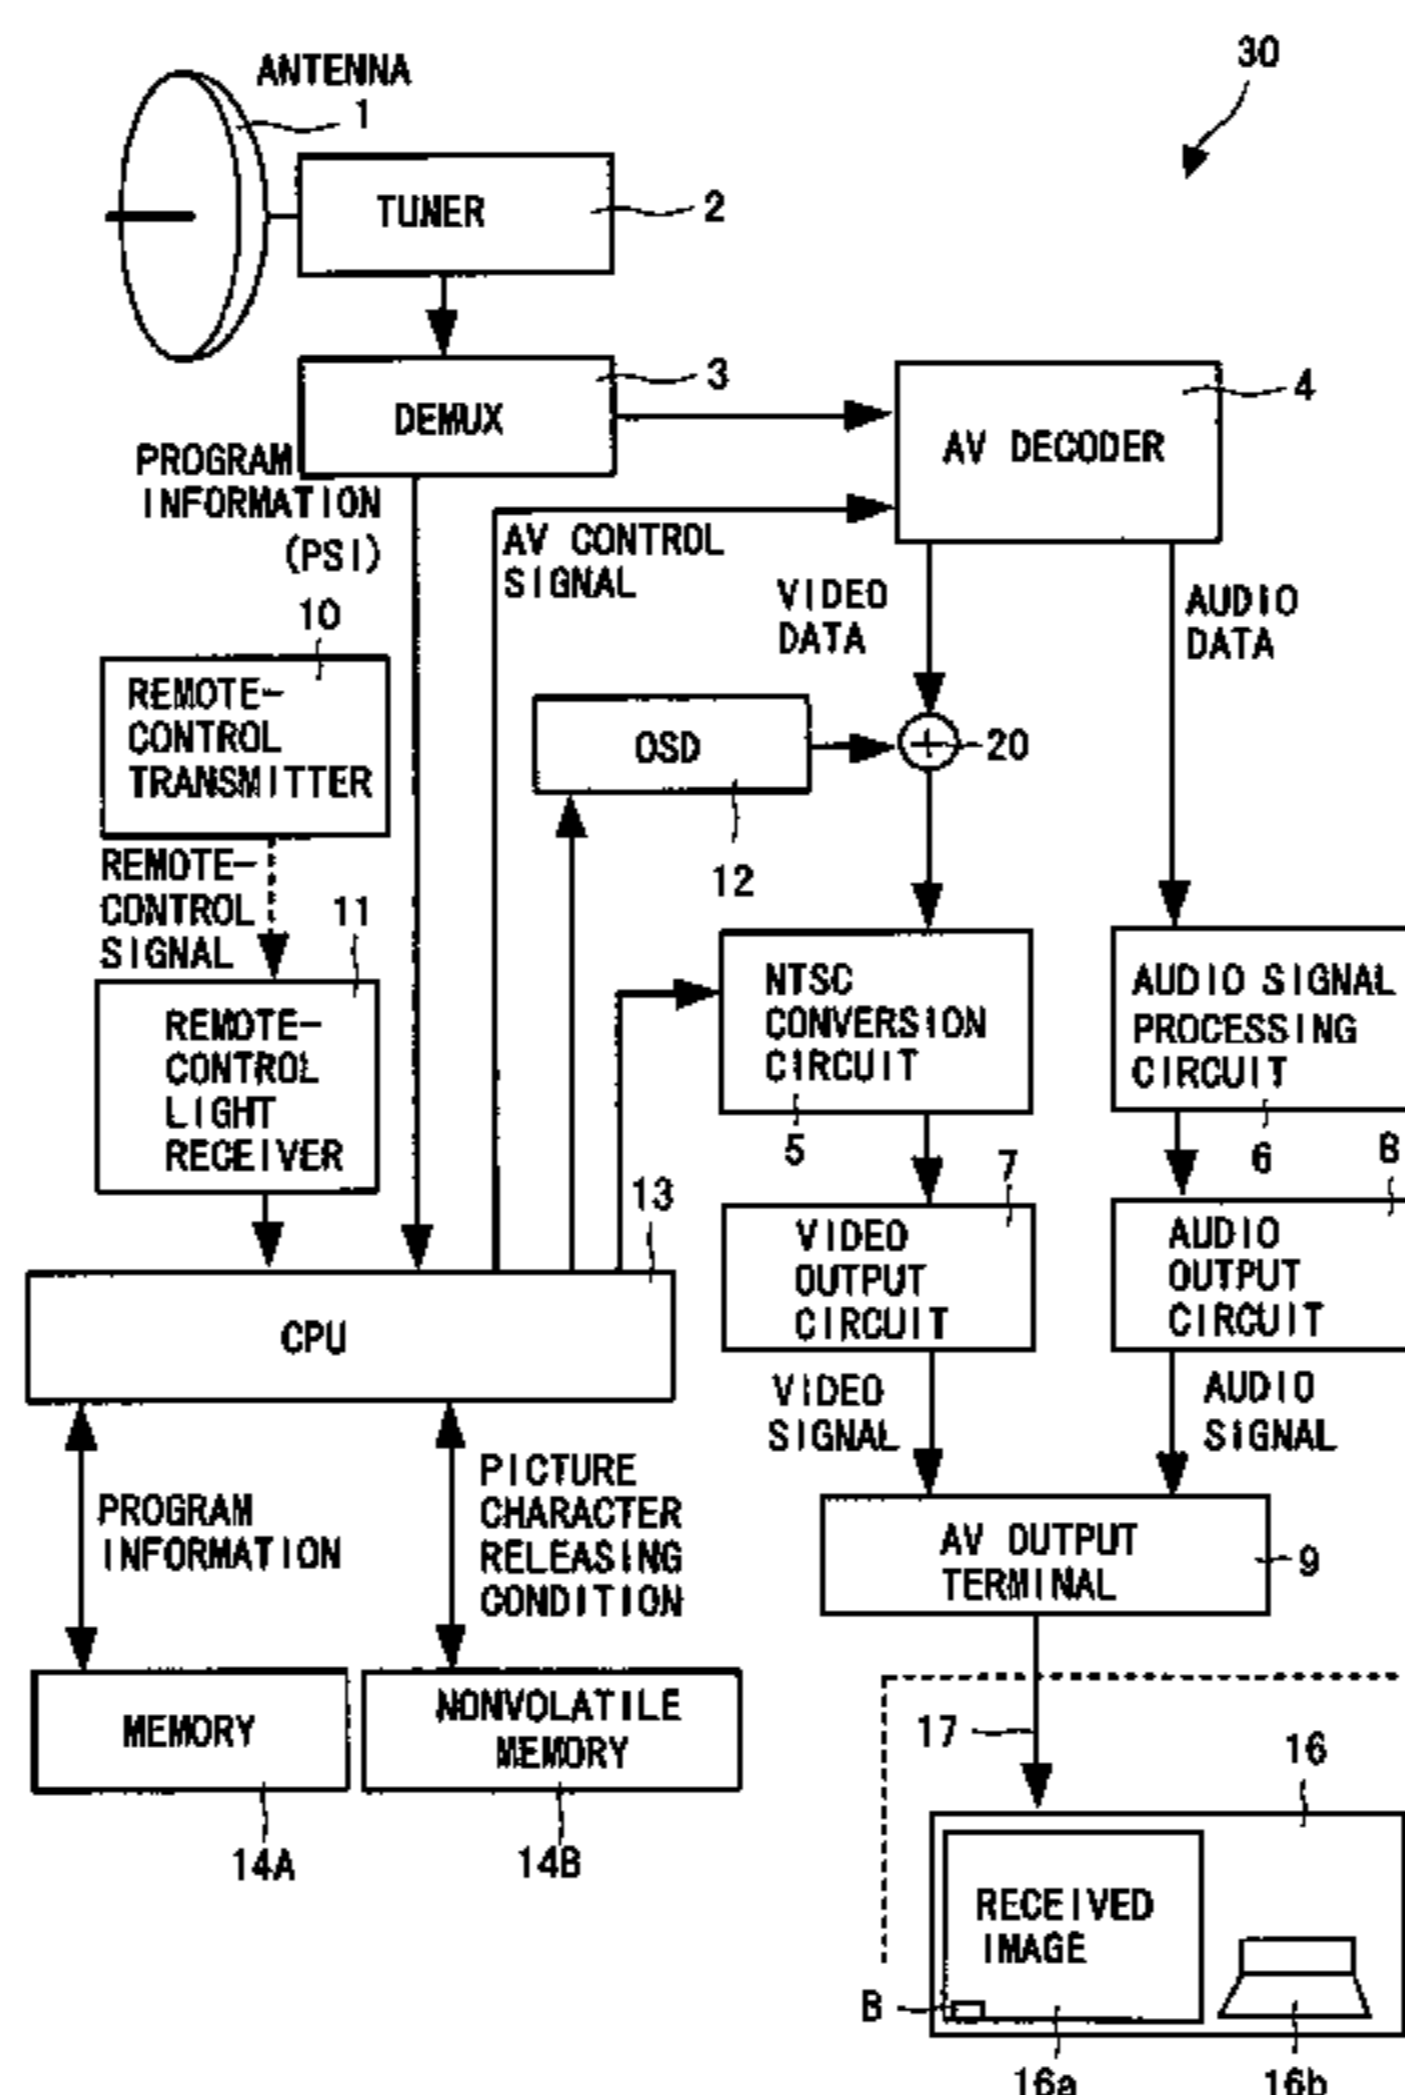 30
ANTENNA
1
TUNER
2
DEMUX
3
AV DECODER
4
PROGRAM
INFORMATION
(PSI)
AV CONTROL
SIGNAL
VIDEO
DATA
AUDIO
DATA
10
REMOTE-
CONTROL
TRANSMITTER
OSD
20
12
REMOTE-
CONTROL
SIGNAL
11
REMOTE-
CONTROL
LIGHT
RECEIVER
NTSC
CONVERSION
CIRCUIT
5
AUDIO SIGNAL
PROCESSING
CIRCUIT
6
13
7
8
CPU
VIDEO
OUTPUT
CIRCUIT
AUDIO
OUTPUT
CIRCUIT
VIDEO
SIGNAL
AUDIO
SIGNAL
PROGRAM
INFORMATION
PICTURE
CHARACTER
RELEASING
CONDITION
AV OUTPUT
TERMINAL
9
MEMORY
14A
NONVOLATILE
MEMORY
14B
17
16
RECEIVED
IMAGE
B
16a
16b